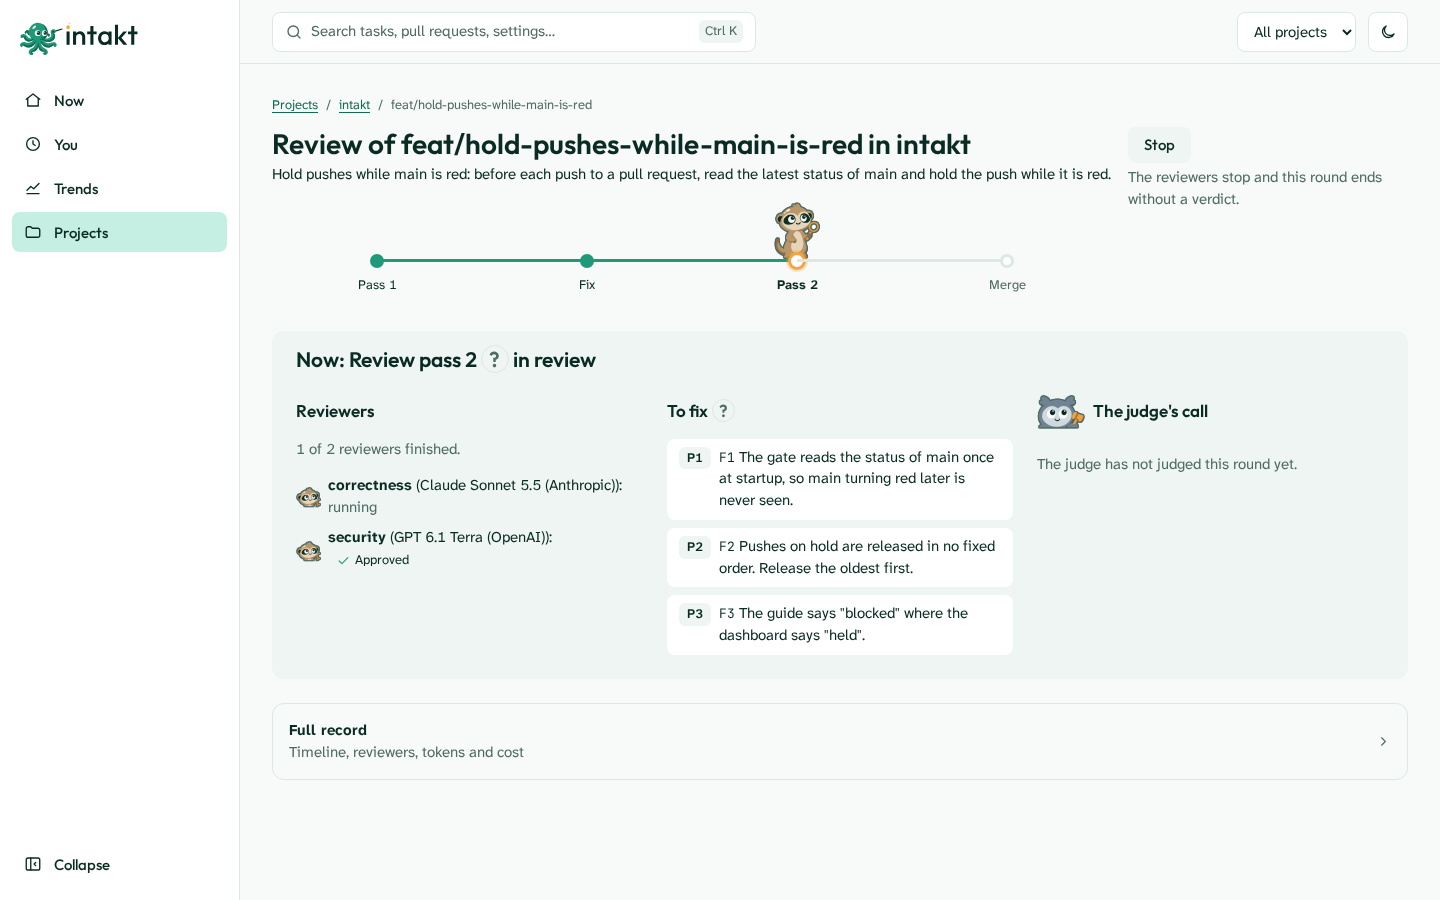 intakt
Search tasks, pull requests, settings...
Ctrl K
All projects
Now
You
Trends
Projects
Collapse
Projects / intakt / feat/hold-pushes-while-main-is-red
Review of feat/hold-pushes-while-main-is-red in intakt
Hold pushes while main is red: before each push to a pull request, read the latest status of main and hold the push while it is red.
Stop
The reviewers stop and this round ends
without a verdict.
Pass 1
Fix
Pass 2
Merge
Now: Review pass 2 ? in review
Reviewers
1 of 2 reviewers finished.
correctness (Claude Sonnet 5.5 (Anthropic)):
running
security (GPT 6.1 Terra (OpenAI)):
Approved
To fix ?
P1 F1 The gate reads the status of main once
at startup, so main turning red later is
never seen.
P2 F2 Pushes on hold are released in no fixed
order. Release the oldest first.
P3 F3 The guide says "blocked" where the
dashboard says "held".
The judge's call
The judge has not judged this round yet.
Full record
Timeline, reviewers, tokens and cost